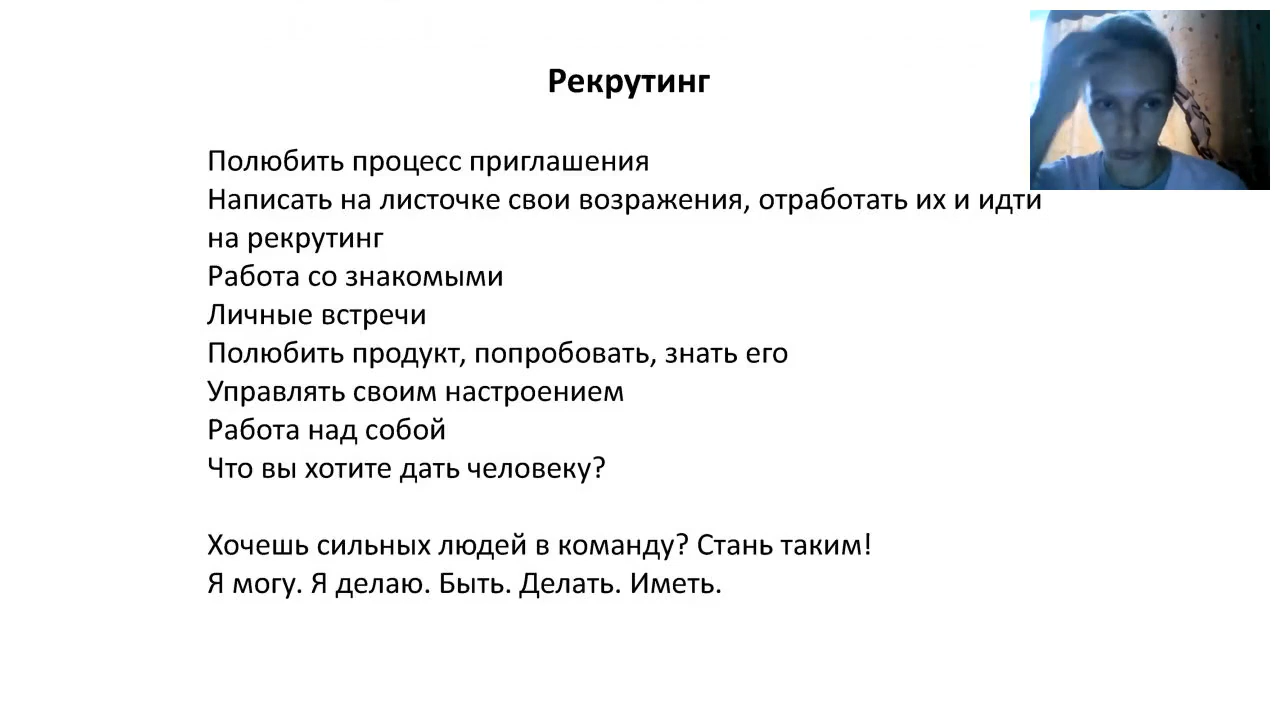 Рекрутинг
Полюбить процесс приглашения
Написать на листочке свои возражения, отработать их и идти
на рекрутинг
Работа со знакомыми
Личные встречи
Полюбить продукт, попробовать, знать его
Управлять своим настроением
Работа над собой
Что вы хотите дать человеку?
Хочешь сильных людей в команду? Стань таким!
Я могу. Я делаю. Быть. Делать. Иметь.